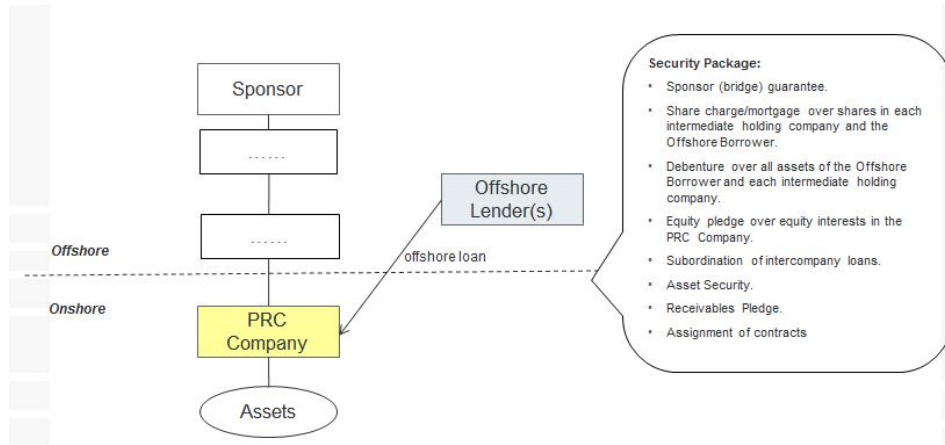 Sponsor
......
......
Offshore
Lender(s)
offshore loan
Offshore
Onshore
PRC
Company
Assets
Security Package:
• Sponsor (bridge) guarantee.
• Share charge/mortgage over shares in each
intermediate holding company and the
Offshore Borrower.
• Debenture over all assets of the Offshore
Borrower and each intermediate holding
company.
• Equity pledge over equity interests in the
PRC Company.
• Subordination of intercompany loans.
• Asset Security.
• Receivables Pledge.
• Assignment of contracts